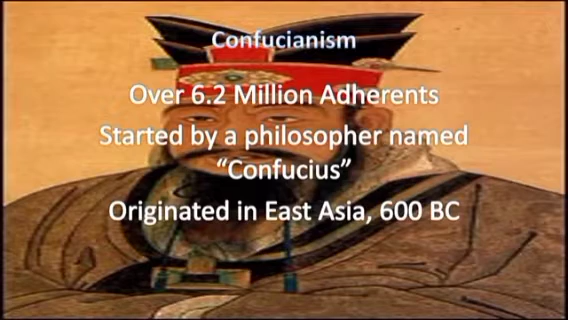 Confucianism
Over 6.2 Million Adherents
Started by a philosopher named
“Confucius”
Originated in East Asia, 600 BC